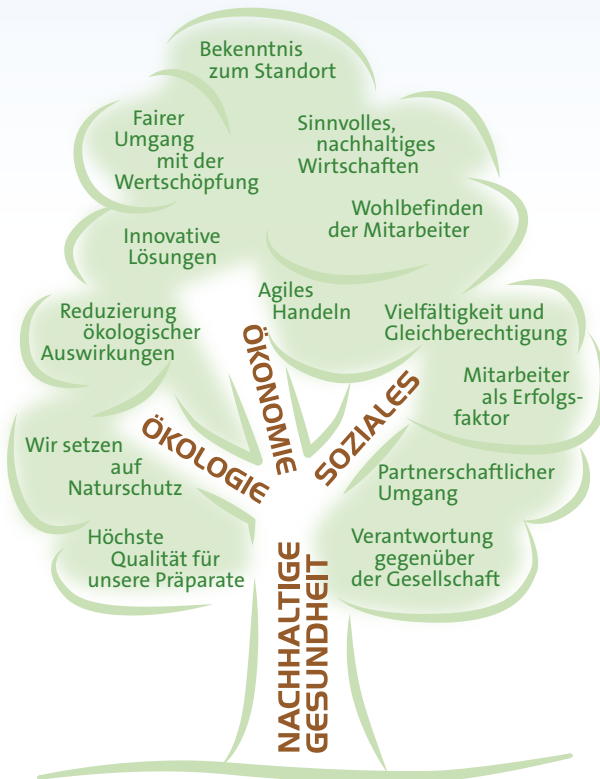 Bekenntnis
zum Standort
Fairer
Umgang
mit der
Wertschöpfung
Sinnvolles,
nachhaltiges
Wirtschaften
Wohlbefinden
der Mitarbeiter
Innovative
Lösungen
Agiles
Handeln
Reduzierung
ökologischer
Auswirkungen
Vielfältigkeit und
Gleichberechtigung
Mitarbeiter
als Erfolgs-
faktor
ÖKOLOGIE
ÖKONOMIE
SOZIALES
Wir setzen
auf
Naturschutz
Partnerschaftlicher
Umgang
Höchste
Qualität für
unsere Präparate
Verantwortung
gegenüber
der Gesellschaft
NACHHALTIGE
GESUNDHEIT